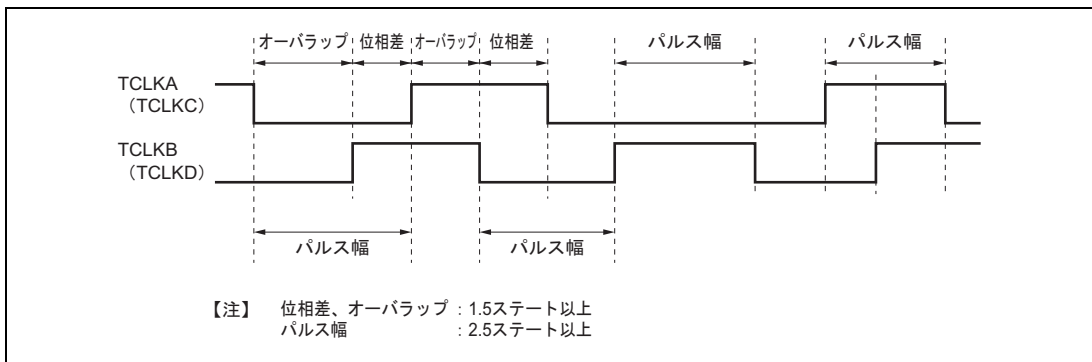 オーバラップ 位相差 オーバラップ 位相差 パルス幅 パルス幅
TCLKA
（TCLKC）
TCLKB
（TCLKD）
パルス幅 パルス幅
【注】 位相差、オーバラップ : 1.5ステート以上
パルス幅 : 2.5ステート以上